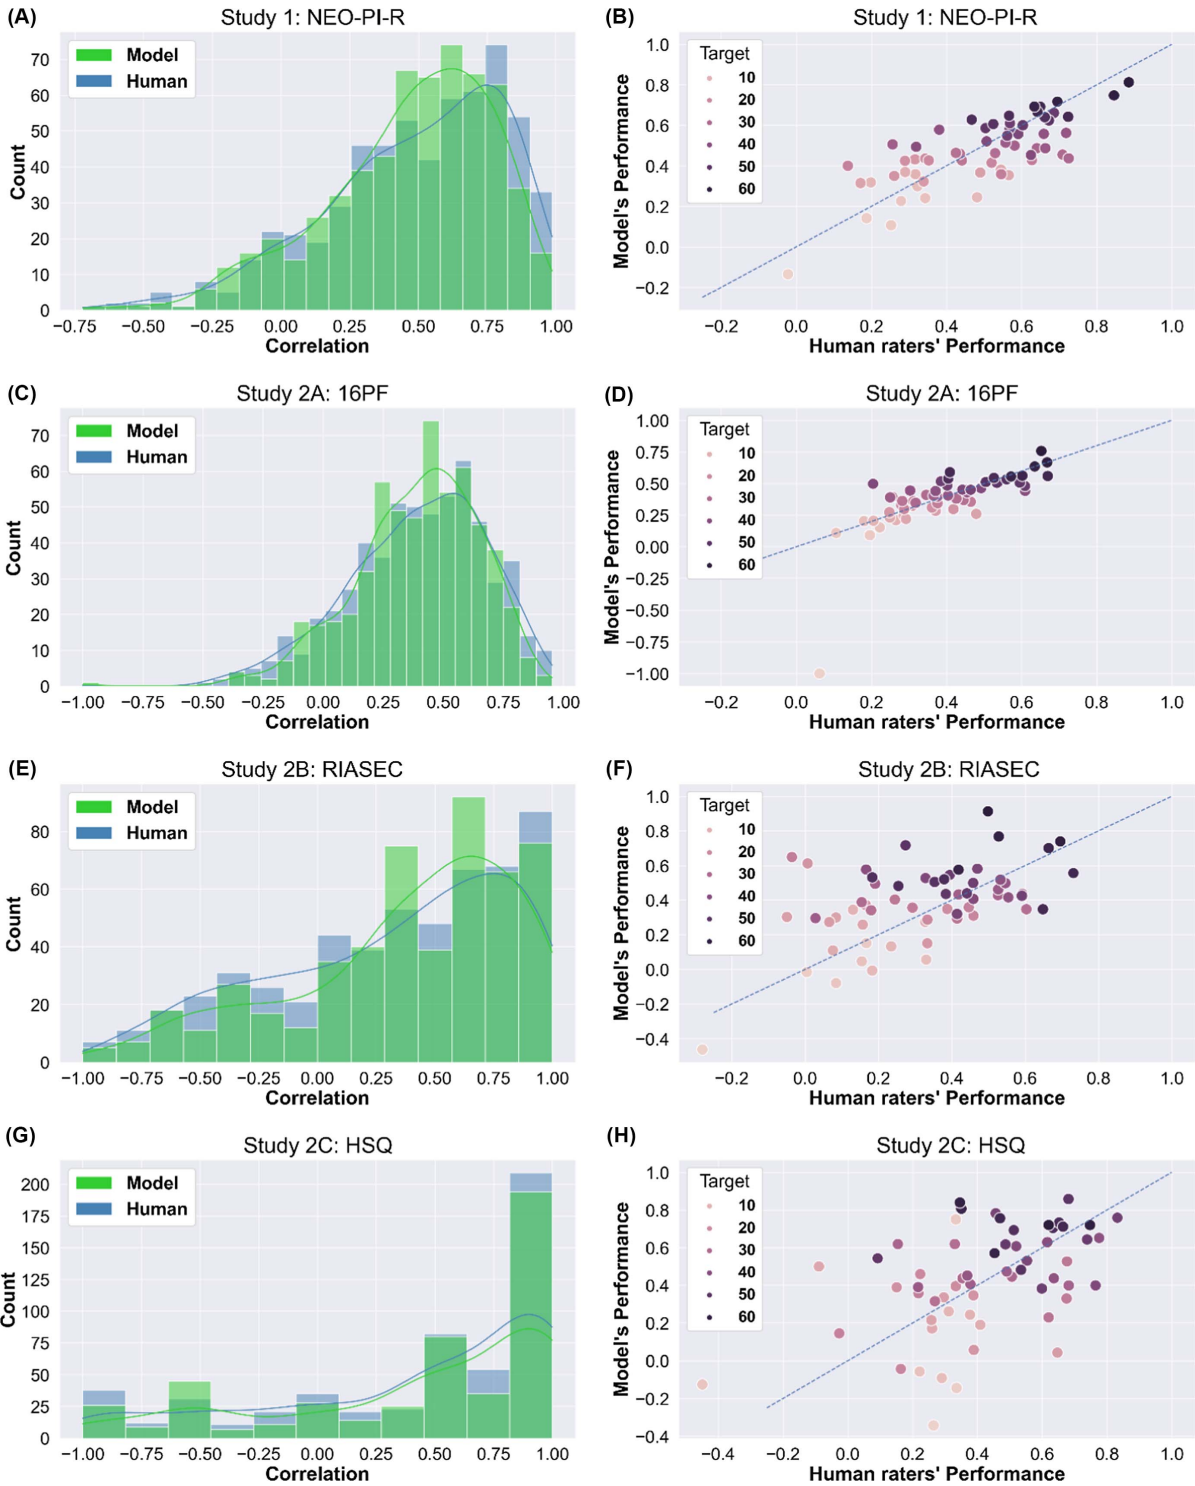 (A)
Study 1: NEO-PI-R
Model
Human
Count
70
60
50
40
30
20
10
0
−0.75 −0.50 −0.25 0.00 0.25 0.50 0.75 1.00
Correlation
(B)
Study 1: NEO-PI-R
Target
10
20
30
40
50
60
Model's Performance
1.0
0.8
0.6
0.4
0.2
0.0
−0.2
−0.2 0.0 0.2 0.4 0.6 0.8 1.0
Human raters' Performance
(C)
Study 2A: 16PF
Model
Human
Count
70
60
50
40
30
20
10
0
−1.00 −0.75 −0.50 −0.25 0.00 0.25 0.50 0.75 1.00
Correlation
(D)
Study 2A: 16PF
Target
10
20
30
40
50
60
Model's Performance
1.00
0.75
0.50
0.25
0.00
−0.25
−0.50
−0.75
−1.00
−0.2 0.0 0.2 0.4 0.6 0.8 1.0
Human raters' Performance
(E)
Study 2B: RIASEC
Model
Human
Count
80
60
40
20
0
−1.00 −0.75 −0.50 −0.25 0.00 0.25 0.50 0.75 1.00
Correlation
(F)
Study 2B: RIASEC
Target
10
20
30
40
50
60
Model's Performance
1.0
0.8
0.6
0.4
0.2
0.0
−0.2
−0.4
−0.2 0.0 0.2 0.4 0.6 0.8 1.0
Human raters' Performance
(G)
Study 2C: HSQ
Model
Human
Count
200
175
150
125
100
75
50
25
0
−1.00 −0.75 −0.50 −0.25 0.00 0.25 0.50 0.75 1.00
Correlation
(H)
Study 2C: HSQ
Target
10
20
30
40
50
60
Model's Performance
1.0
0.8
0.6
0.4
0.2
0.0
−0.2
−0.4
−0.4 −0.2 0.0 0.2 0.4 0.6 0.8 1.0
Human raters' Performance